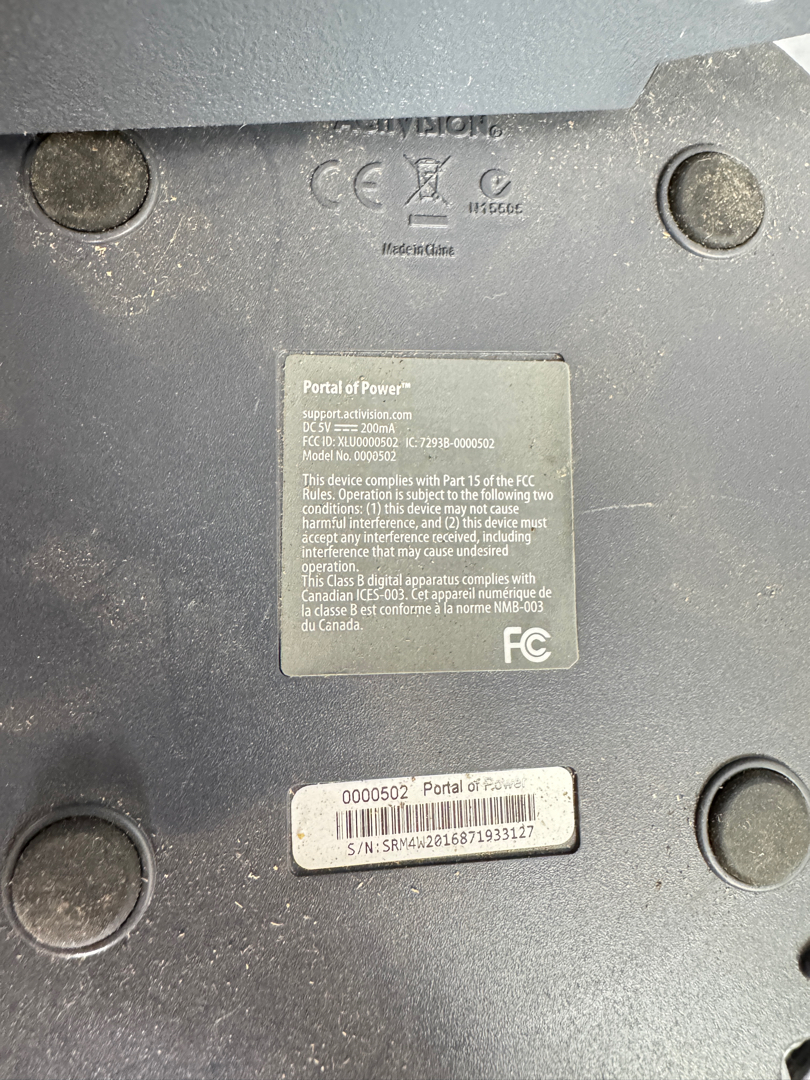 ACTIVISION®
CE
N15505
Made in China
Portal of Power™
support.activision.com
DC 5V 200mA
FCC ID: XLU0000502 IC: 7293B-0000502
Model No. 0000502
This device complies with Part 15 of the FCC
Rules. Operation is subject to the following two
conditions: (1) this device may not cause
harmful interference, and (2) this device must
accept any interference received, including
interference that may cause undesired
operation.
This Class B digital apparatus complies with
Canadian ICES-003. Cet appareil numérique de
la classe B est conforme à la norme NMB-003
du Canada.
FC
0000502 Portal of Power
S/N:SRM4W2016871933127